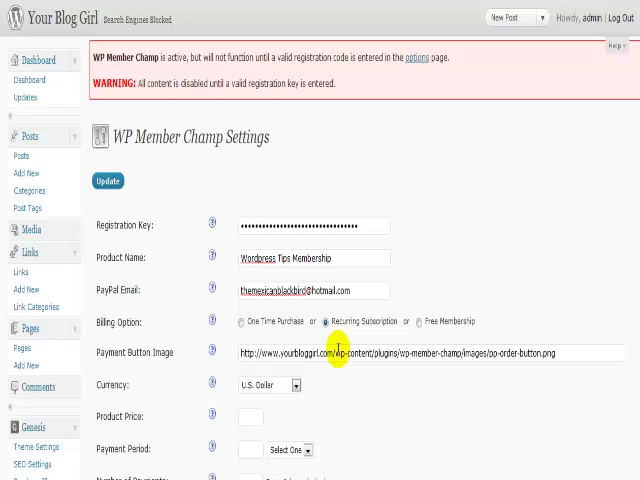 Your Blog Girl
Search Engines Blocked
New Post
Howdy, admin | Log Out
Help
WP Member Champ is active, but will not function until a valid registration code is entered in the options page.
WARNING: All content is disabled until a valid registration key is entered.
Dashboard
Dashboard
Updates
Posts
Posts
Add New
Categories
Post Tags
Media
Links
Links
Add New
Link Categories
Pages
Pages
Add New
Comments
Genesis
Theme Settings
SEO Settings
WP Member Champ Settings
Update
Registration Key:
Product Name: Wordpress Tips Membership
PayPal Email: themexicanblackbird@hotmail.com
Billing Option: One Time Purchase or Recurring Subscription or Free Membership
Payment Button Image http://www.yourbloggirl.com/wp-content/plugins/wp-member-champ/images/pp-order-button.png
Currency: U.S. Dollar
Product Price:
Payment Period: Select One